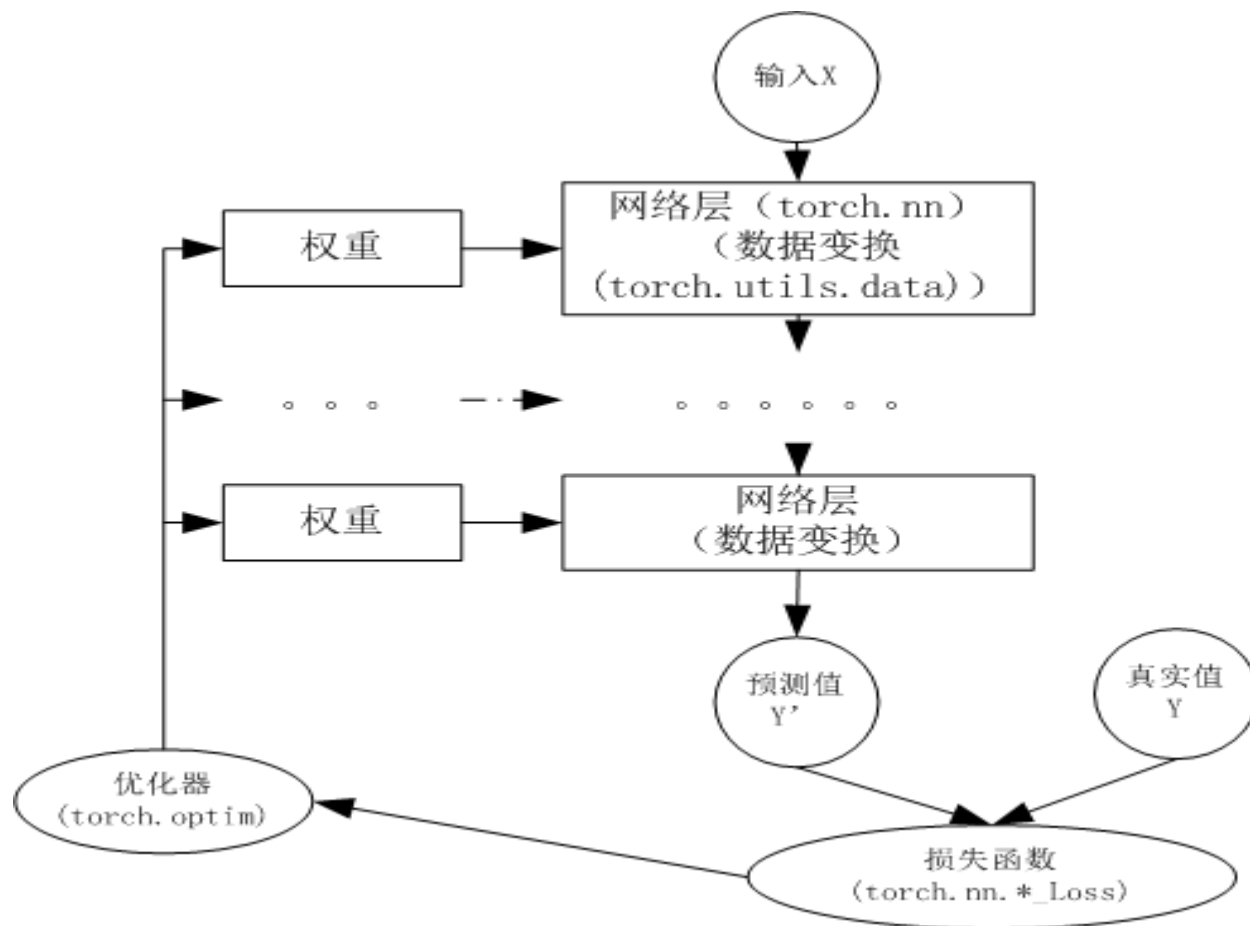 输入X
网络层（torch.nn）
（数据变换
(torch.utils.data)）
权重
。。。
。。。。。。
权重
网络层
（数据变换）
预测值
Y'
真实值
Y
优化器
(torch.optim)
损失函数
(torch.nn.*_Loss)